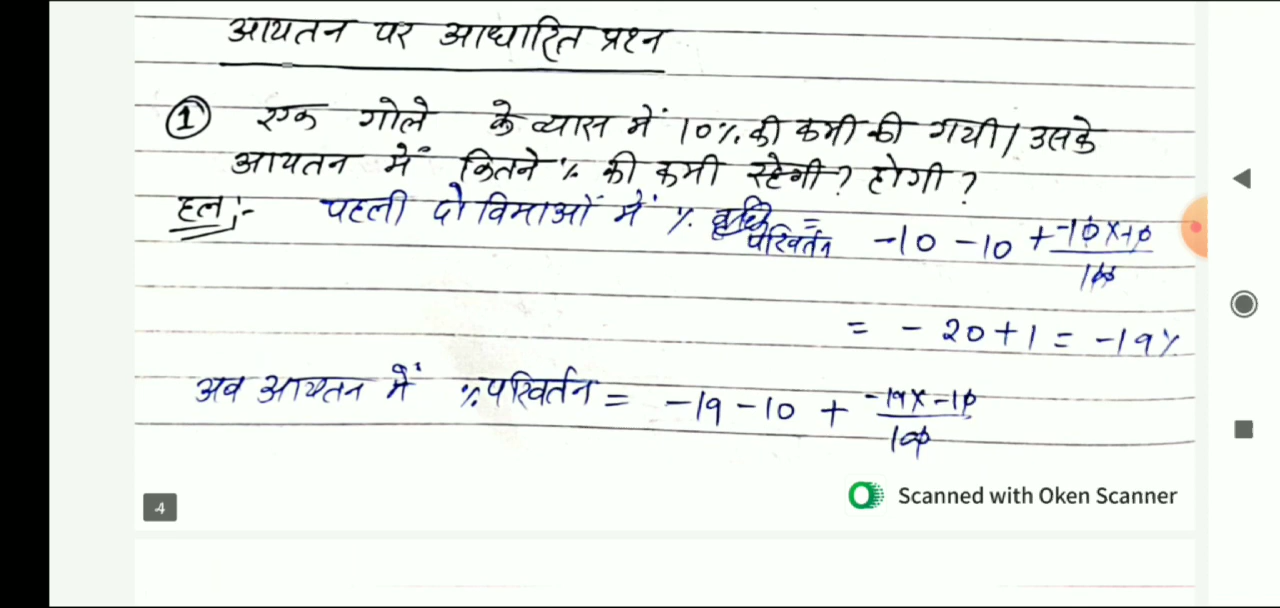 आयतन पर आधारित प्रश्न
① एक गोले के व्यास में 10% की कमी की गयी। उसके
आयतन में कितने % की कमी रहेगी? होगी?
हल:- पहली दो विमाओं में % वृद्धि परिवर्तन = -10 -10 + -10x-10/100
= - 20+1 = -19%
अब आयतन में % परिवर्तन = -19 -10 + -19x-10/100
4
Scanned with Oken Scanner